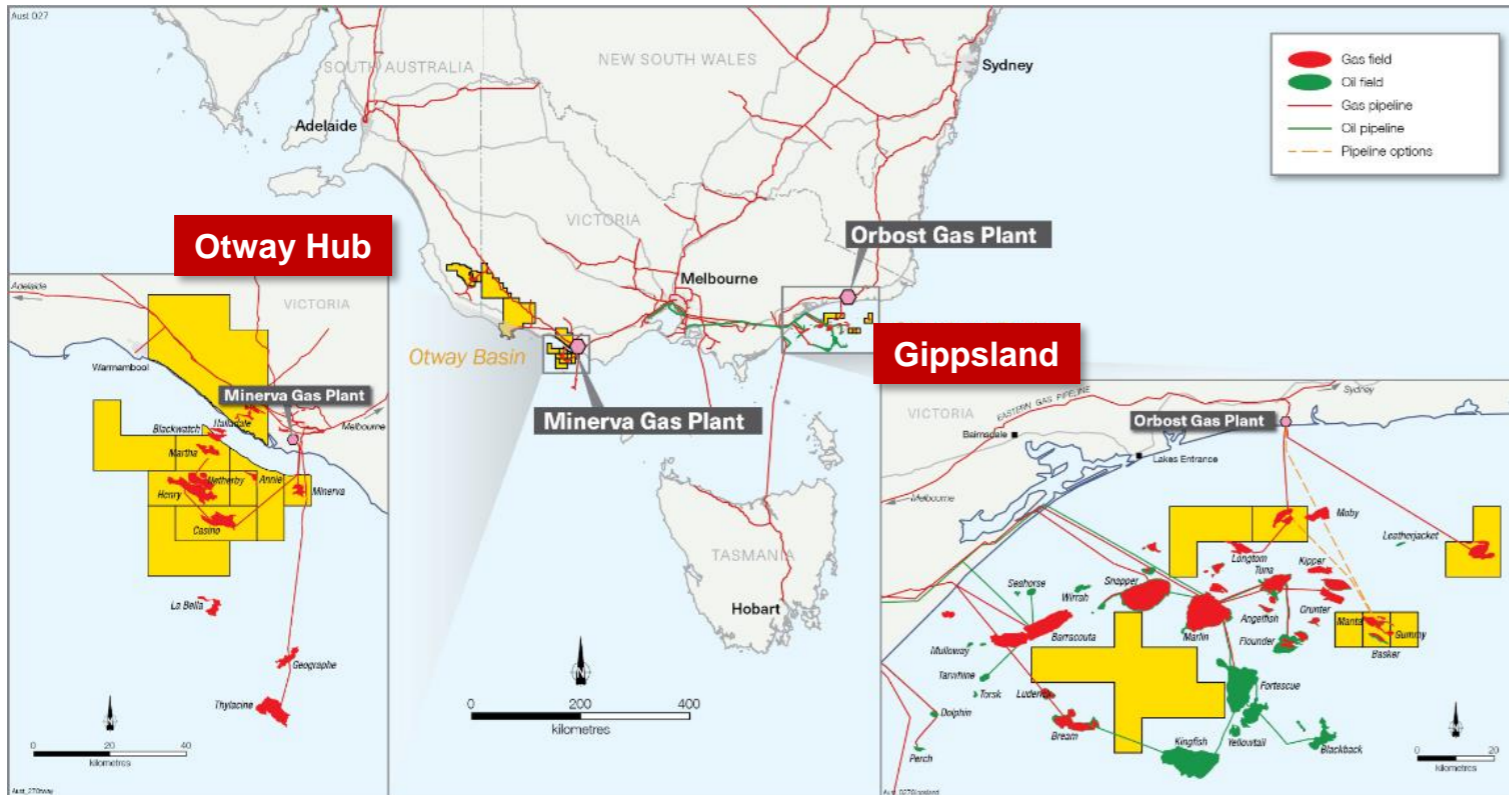 Aust 027
SOUTH AUSTRALIA
NEW SOUTH WALES
Sydney
Adelaide
VICTORIA
Melbourne
Orbost Gas Plant
Otway Basin
Minerva Gas Plant
TASMANIA
Hobart
N
0 200 400
kilometres
Gas field
Oil field
Gas pipeline
Oil pipeline
Pipeline options
Otway Hub
Adelaide
VICTORIA
Warrnambool
Minerva Gas Plant
Melbourne
Halladale
Blackwatch
Martha
Netherby
Annie
Henry
Minerva
Casino
La Bella
Geographe
Thylacine
N
0 20 40
kilometres
Gippsland
Sydney
VICTORIA
EASTERN GAS PIPELINE
Orbost Gas Plant
Bairnsdale
Lakes Entrance
Melbourne
Moby
Leatherjacket
Longtom
Tuna
Kipper
Seahorse
Snapper
Wirrah
Grunter
Angelfish
Manta
Gummy
Marlin
Flounder
Barracouta
Basker
Mulloway
Tarwhine
Torsk
Luderick
Fortescue
Dolphin
Bream
Yellowtail
Blackback
Kingfish
Perch
N
0 20
kilometres